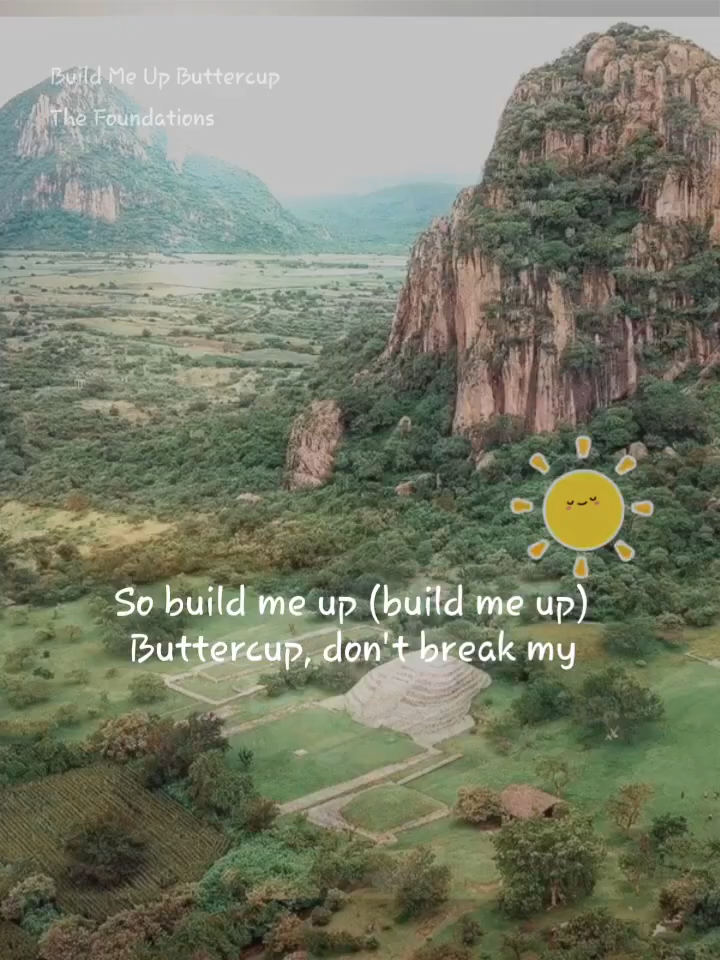 Build Me Up Buttercup
The Foundations
So build me up (build me up)
Buttercup, don't break my